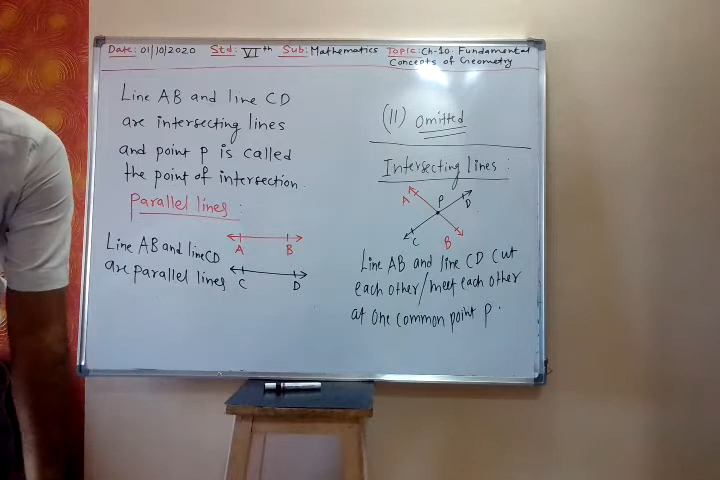 Date: 01/10/2020 Std: VIth Sub: Mathematics Topic: Ch-10. Fundamental
Concepts of Geometry
Line AB and line CD
are intersecting lines
and point P is called
the point of intersection.
Parallel lines :
Line AB and line CD
are parallel lines
A B
C D
(11) Omitted
Intersecting lines :
A P D
C B
Line AB and line CD cut
each other/meet each other
at one common point P.